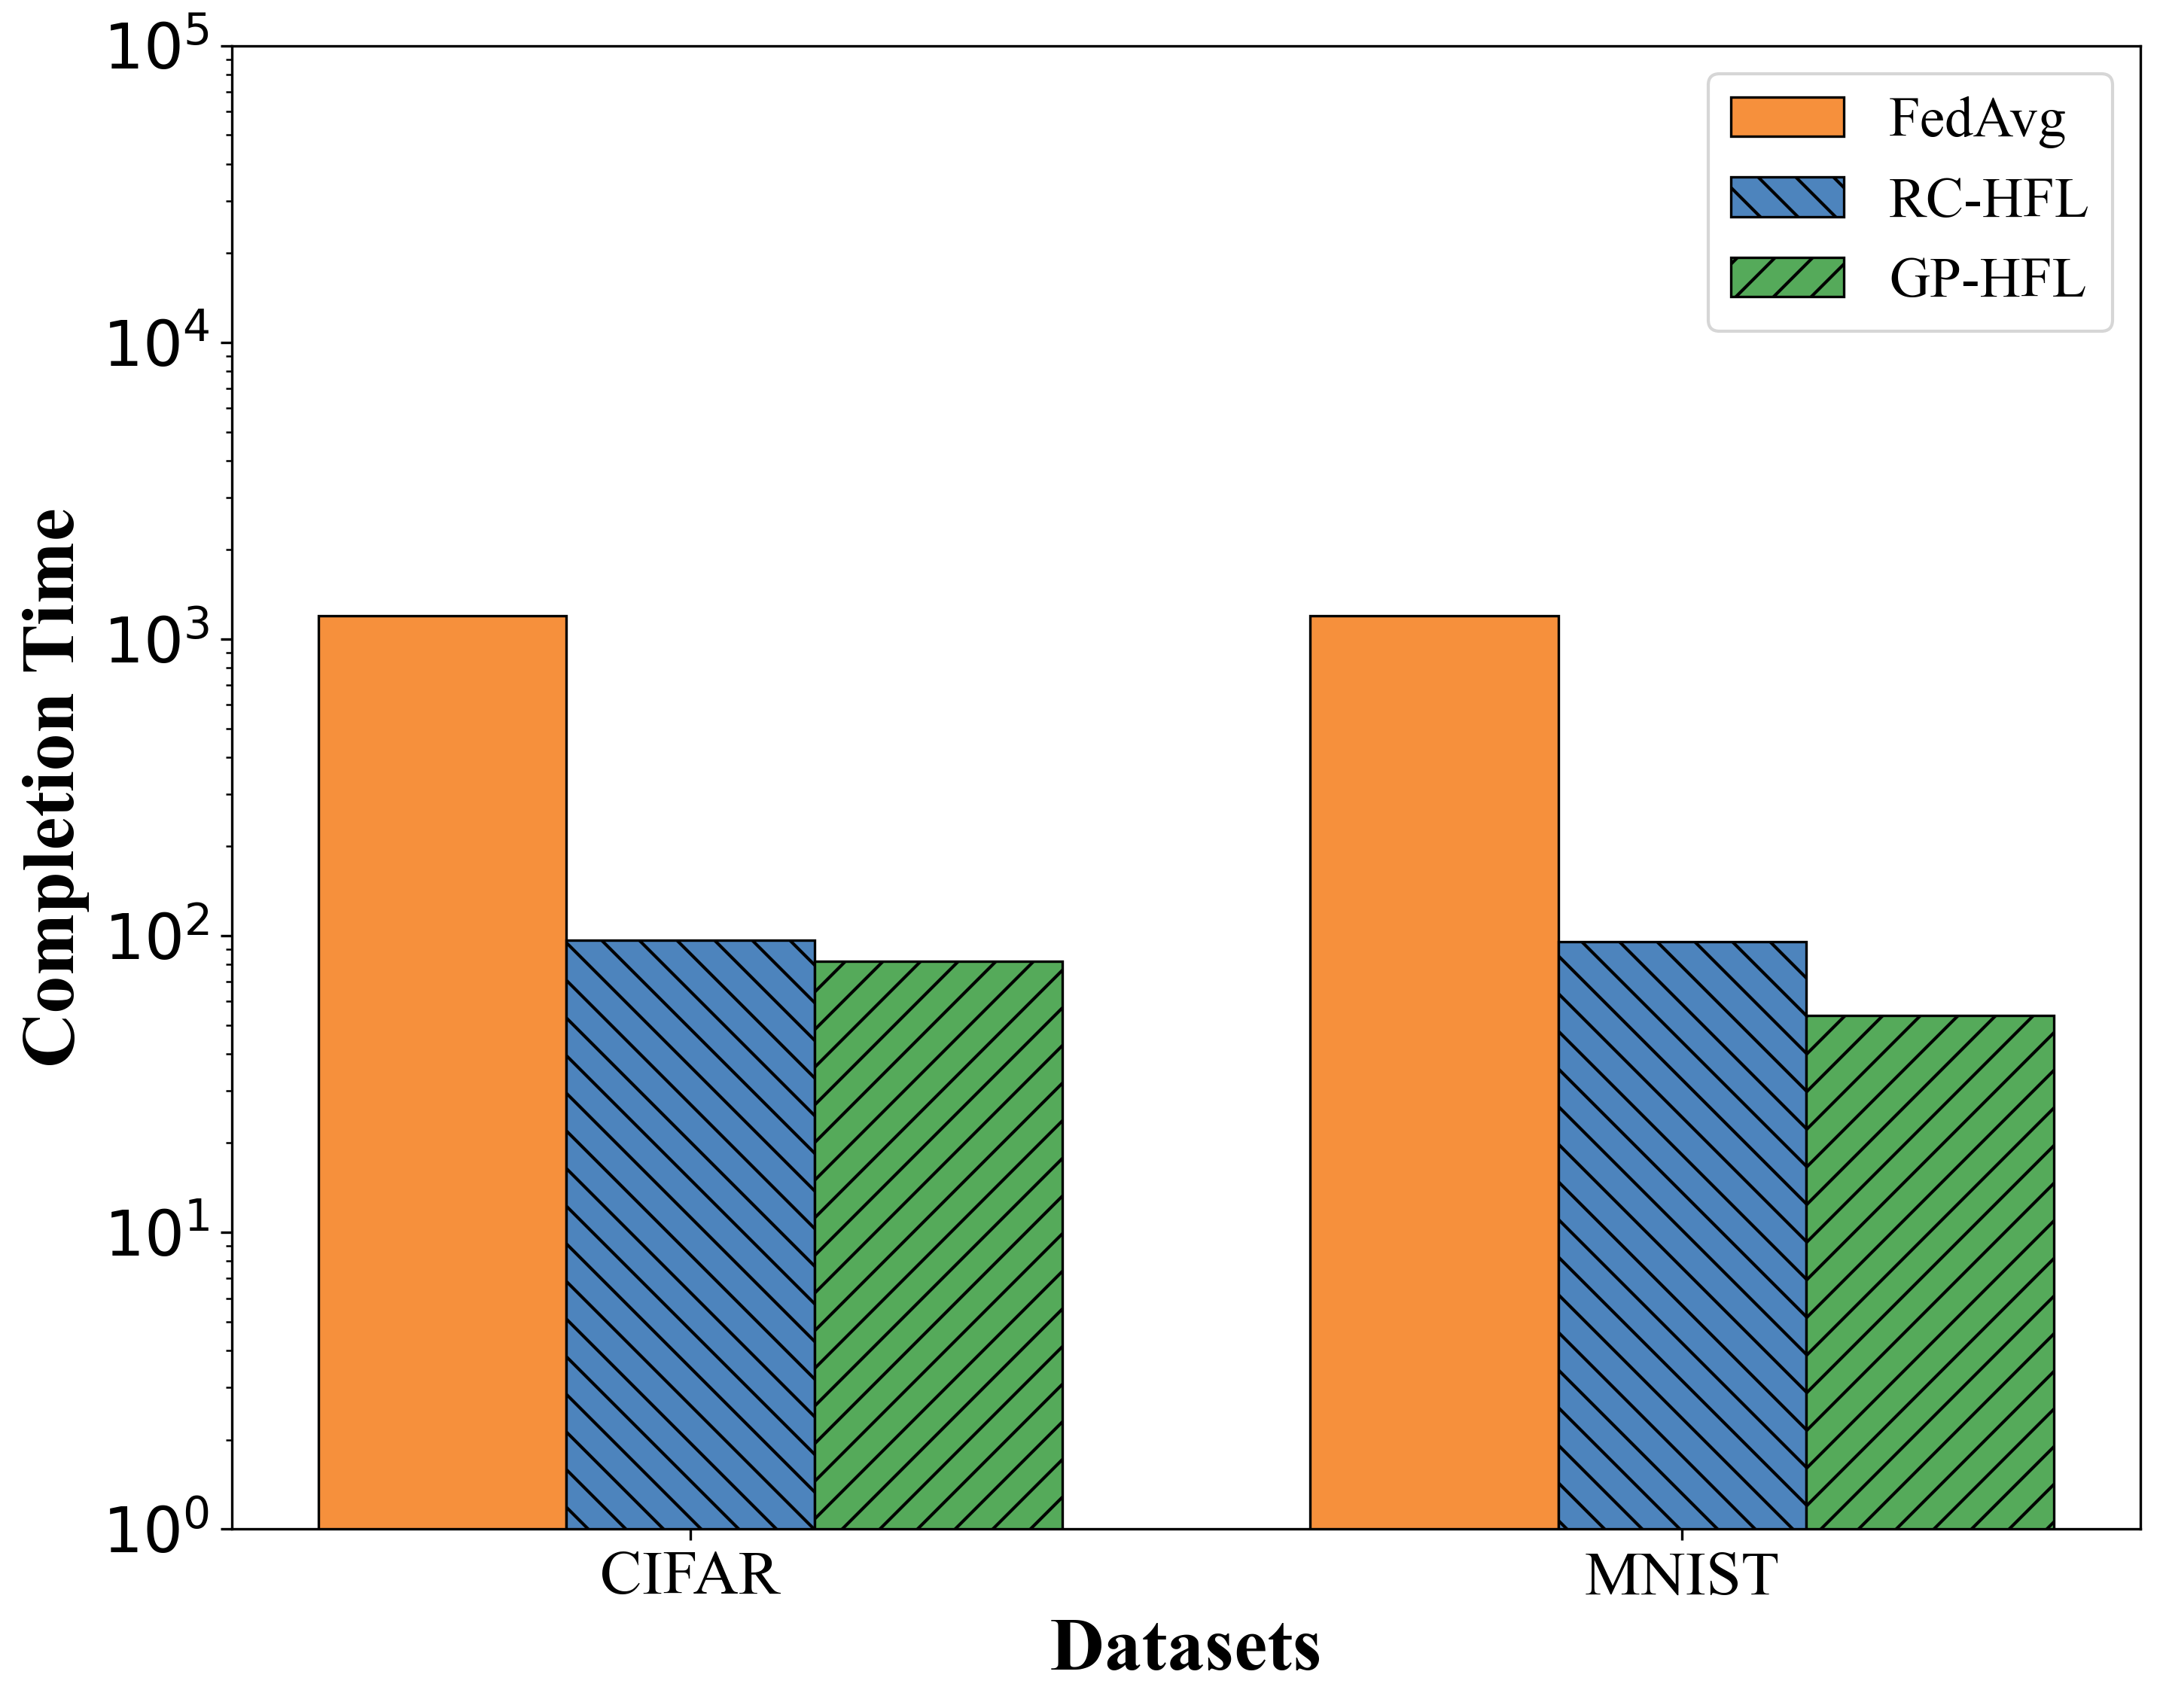 Completion Time
10^5
10^4
10^3
10^2
10^1
10^0
FedAvg
RC-HFL
GP-HFL
CIFAR
MNIST
Datasets